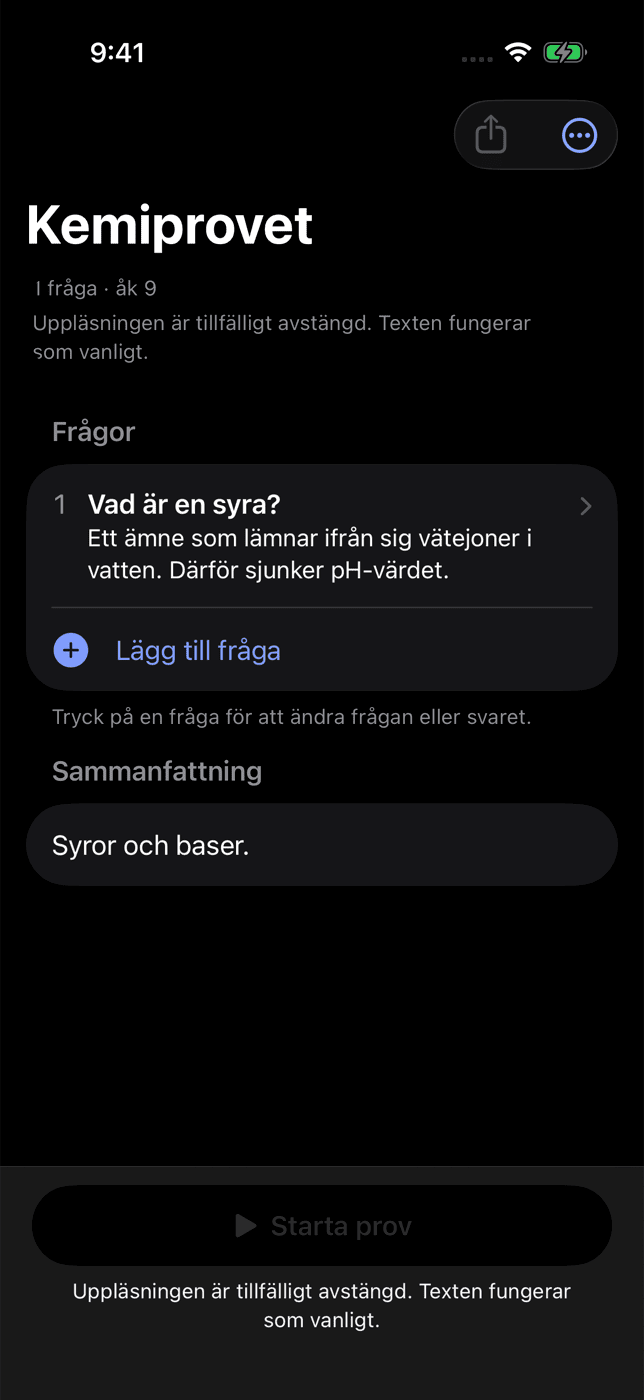 9:41
Kemiprovet
1 fråga · åk 9
Uppläsningen är tillfälligt avstängd. Texten fungerar
som vanligt.
Frågor
1 Vad är en syra?
Ett ämne som lämnar ifrån sig vätejoner i
vatten. Därför sjunker pH-värdet.
Lägg till fråga
Tryck på en fråga för att ändra frågan eller svaret.
Sammanfattning
Syror och baser.
Starta prov
Uppläsningen är tillfälligt avstängd. Texten fungerar
som vanligt.